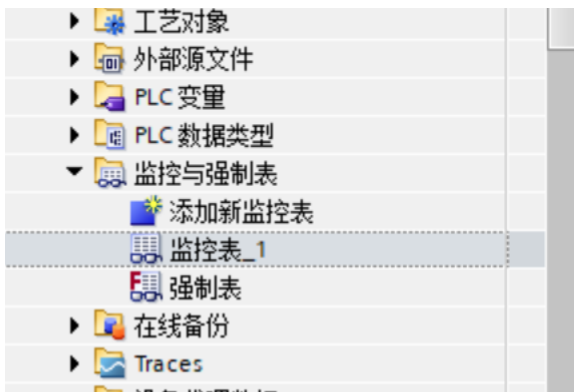 工艺对象
外部源文件
PLC 变量
PLC 数据类型
监控与强制表
添加新监控表
监控表_1
强制表
在线备份
Traces